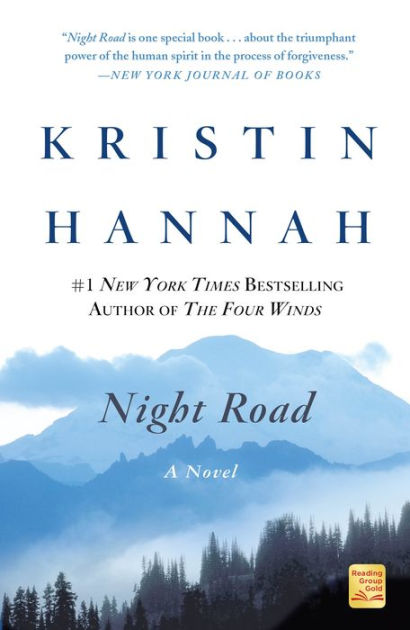 “Night Road is one special book . . . about the triumphant
power of the human spirit in the process of forgiveness.”
—NEW YORK JOURNAL OF BOOKS
KRISTIN
HANNAH
#1 NEW YORK TIMES BESTSELLING
AUTHOR OF THE FOUR WINDS
Night Road
A Novel
Reading
Group
Gold